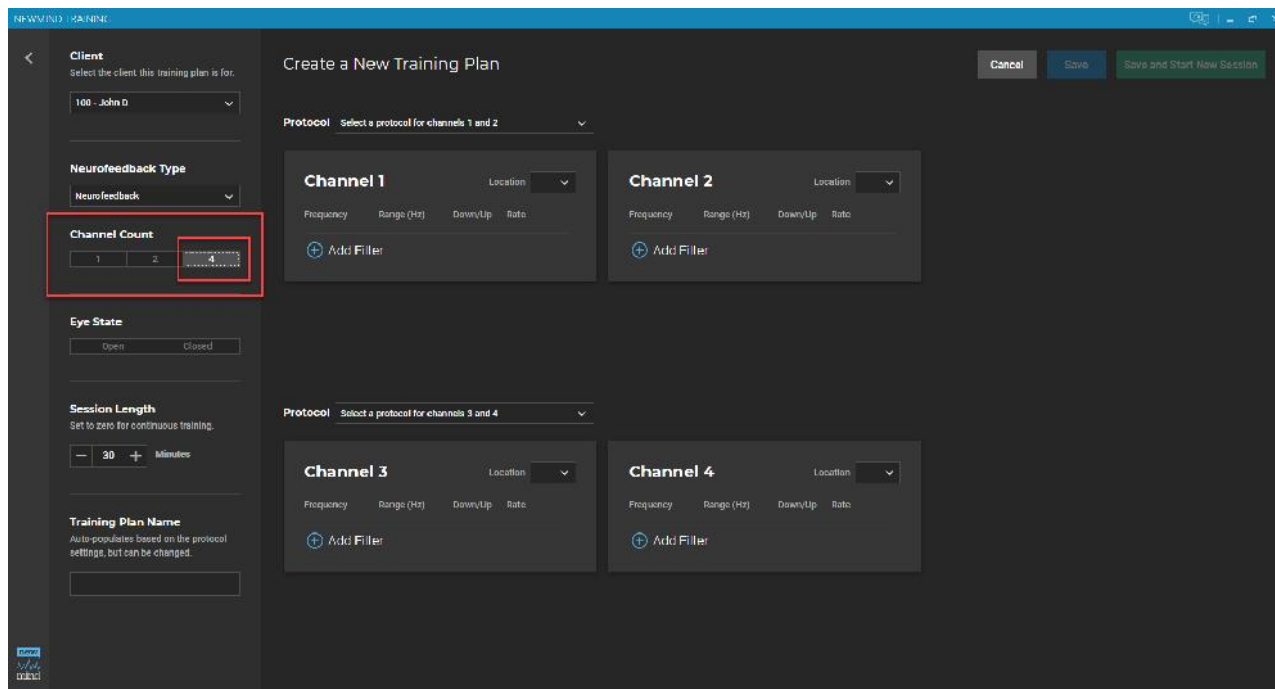 NEWMIND TRAINING
Client
Select the client this training plan is for.
100 - John D
Neurofeedback Type
Neurofeedback
Channel Count
1 2 4
Eye State
Open Closed
Session Length
Set to zero for continuous training.
30 Minutes
Training Plan Name
Auto-populates based on the protocol
settings, but can be changed.
new
mind
Create a New Training Plan
Cancel Save Save and Start New Session
Protocol Select a protocol for channels 1 and 2
Channel 1 Location
Frequency Range (Hz) Down/Up Rate
Add Filter
Channel 2 Location
Frequency Range (Hz) Down/Up Rate
Add Filter
Protocol Select a protocol for channels 3 and 4
Channel 3 Location
Frequency Range (Hz) Down/Up Rate
Add Filter
Channel 4 Location
Frequency Range (Hz) Down/Up Rate
Add Filter